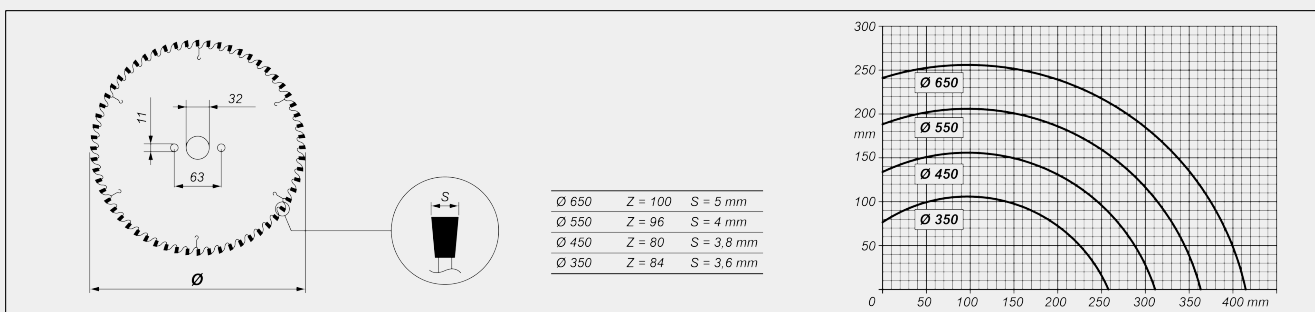 32
11
63
Ø
S
Ø 650 Z = 100 S = 5 mm
Ø 550 Z = 96 S = 4 mm
Ø 450 Z = 80 S = 3,8 mm
Ø 350 Z = 84 S = 3,6 mm
300
250
200
mm
150
100
50
Ø 650
Ø 550
Ø 450
Ø 350
0 50 100 150 200 250 300 350 400 mm